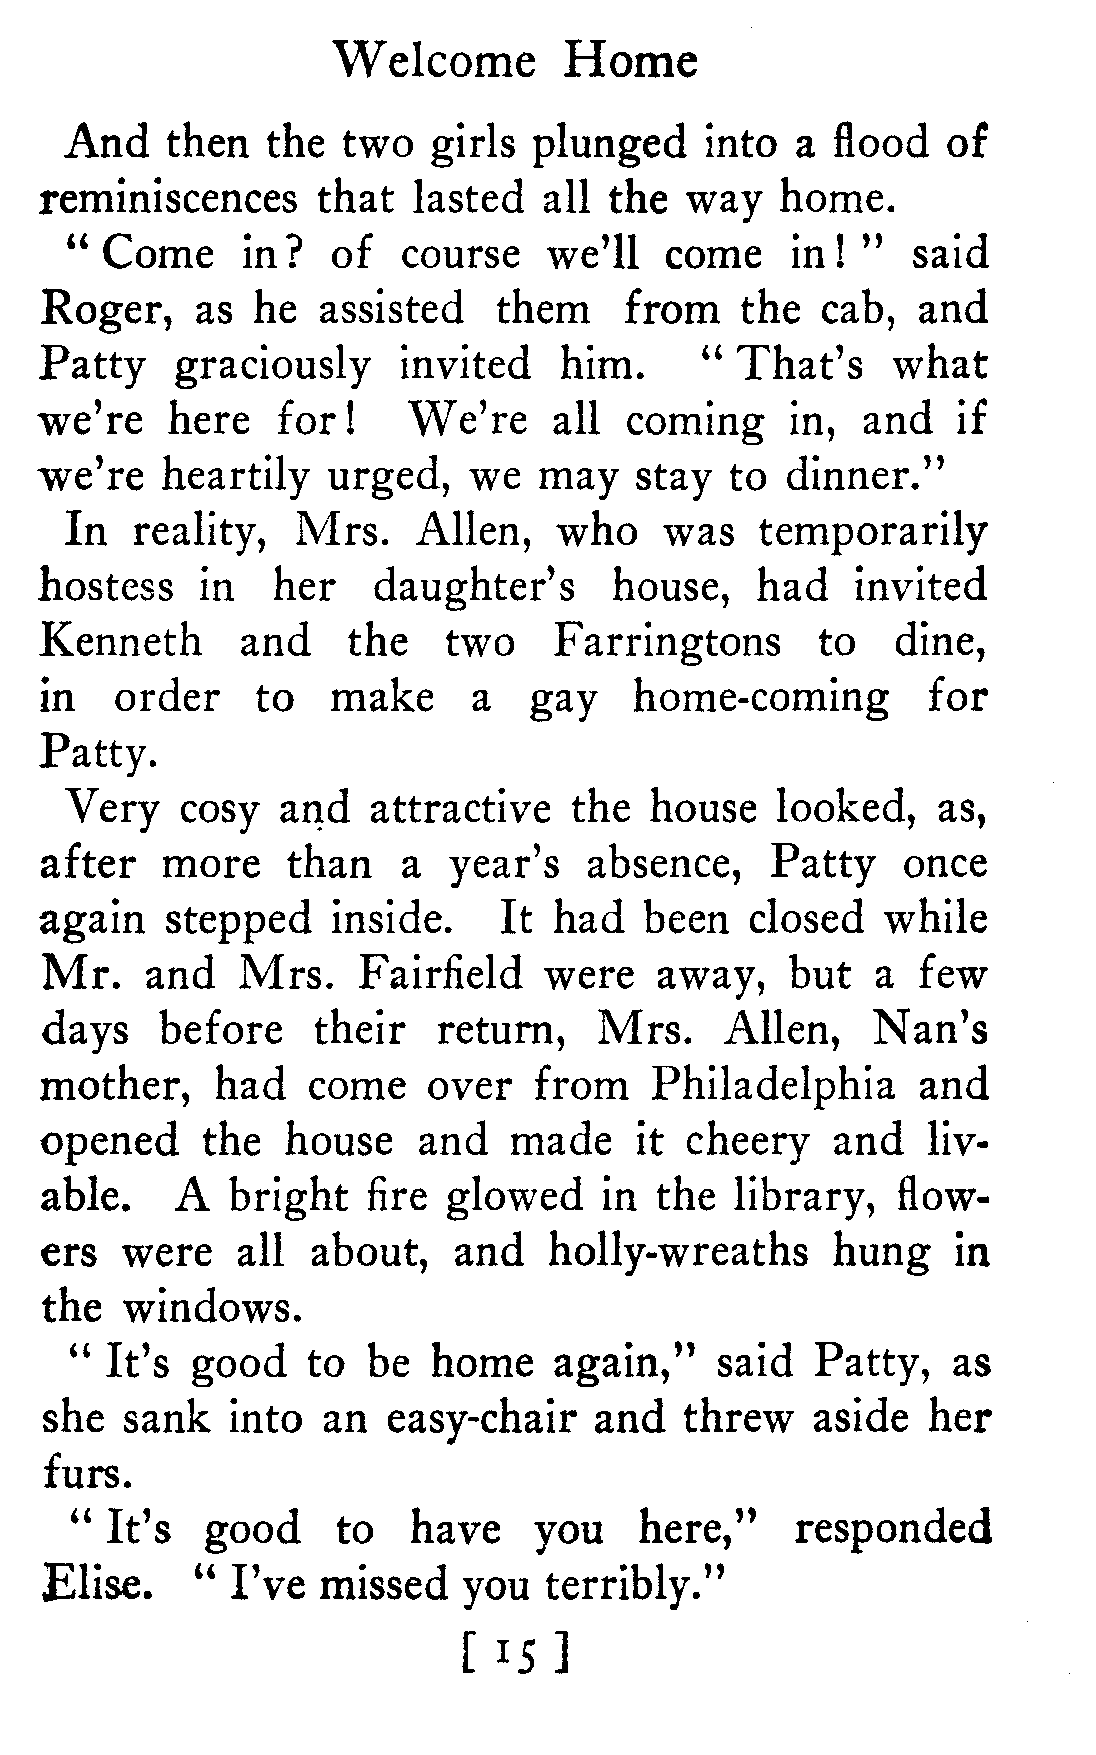 Welcome Home
And then the two girls plunged into a flood of
reminiscences that lasted all the way home.
" Come in? of course we'll come in! " said
Roger, as he assisted them from the cab, and
Patty graciously invited him. " That's what
we're here for! We're all coming in, and if
we're heartily urged, we may stay to dinner."
In reality, Mrs. Allen, who was temporarily
hostess in her daughter's house, had invited
Kenneth and the two Farringtons to dine,
in order to make a gay home-coming for
Patty.
Very cosy and attractive the house looked, as,
after more than a year's absence, Patty once
again stepped inside. It had been closed while
Mr. and Mrs. Fairfield were away, but a few
days before their return, Mrs. Allen, Nan's
mother, had come over from Philadelphia and
opened the house and made it cheery and liv-
able. A bright fire glowed in the library, flow-
ers were all about, and holly-wreaths hung in
the windows.
" It's good to be home again," said Patty, as
she sank into an easy-chair and threw aside her
furs.
" It's good to have you here," responded
Elise. " I've missed you terribly."
[ 15 ]